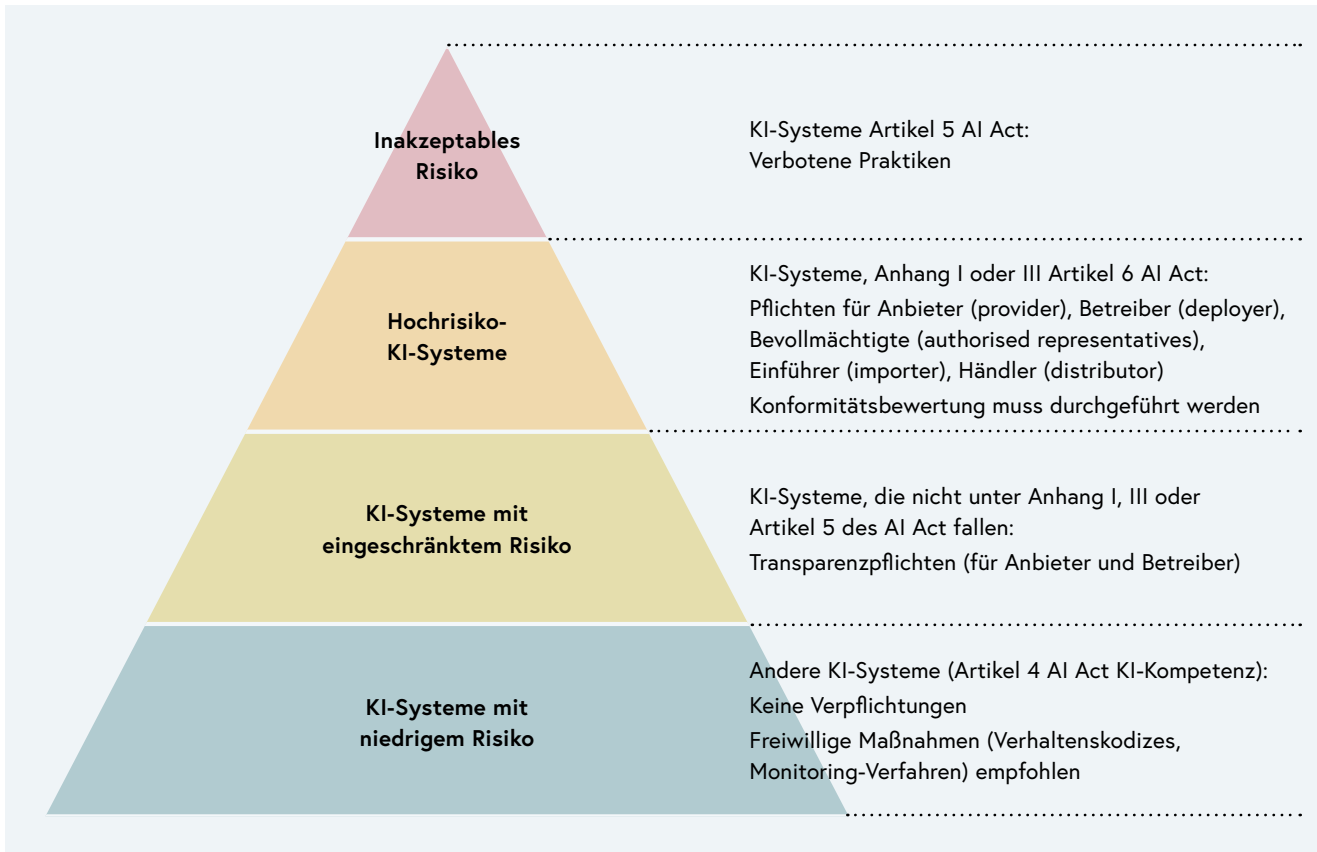 Inakzeptables
Risiko
KI-Systeme Artikel 5 AI Act:
Verbotene Praktiken
Hochrisiko-
KI-Systeme
KI-Systeme, Anhang I oder III Artikel 6 AI Act:
Pflichten für Anbieter (provider), Betreiber (deployer),
Bevollmächtigte (authorised representatives),
Einführer (importer), Händler (distributor)
Konformitätsbewertung muss durchgeführt werden
KI-Systeme mit
eingeschränktem Risiko
KI-Systeme, die nicht unter Anhang I, III oder
Artikel 5 des AI Act fallen:
Transparenzpflichten (für Anbieter und Betreiber)
KI-Systeme mit
niedrigem Risiko
Andere KI-Systeme (Artikel 4 AI Act KI-Kompetenz):
Keine Verpflichtungen
Freiwillige Maßnahmen (Verhaltenskodizes,
Monitoring-Verfahren) empfohlen